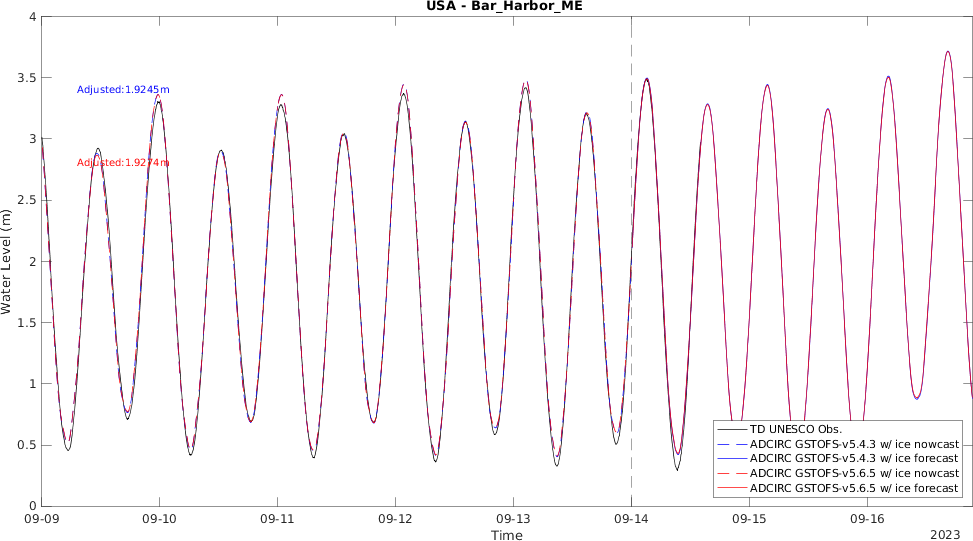 USA - Bar_Harbor_ME
4
3.5
3
2.5
2
1.5
1
0.5
0
Water Level (m)
Adjusted:1.9245m
Adjusted:1.9274m
TD UNESCO Obs.
ADCIRC GSTOFS-v5.4.3 w/ ice nowcast
ADCIRC GSTOFS-v5.4.3 w/ ice forecast
ADCIRC GSTOFS-v5.6.5 w/ ice nowcast
ADCIRC GSTOFS-v5.6.5 w/ ice forecast
09-09 09-10 09-11 09-12 09-13 09-14 09-15 09-16
Time
2023